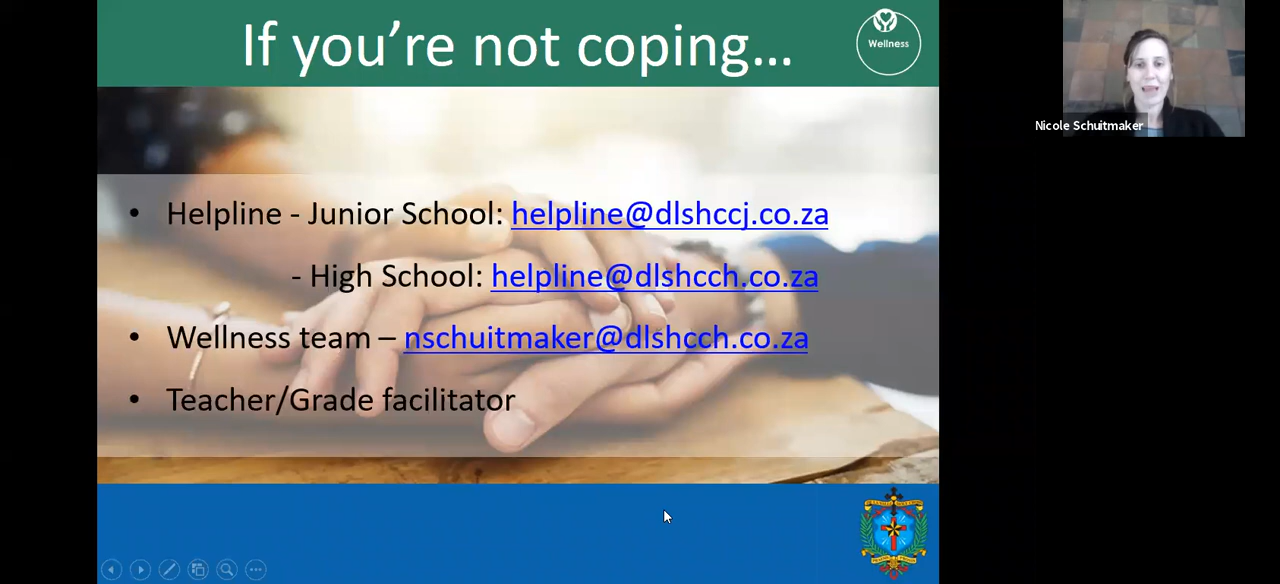 If you're not coping...
Wellness
Nicole Schuitmaker
• Helpline - Junior School: helpline@dlshccj.co.za
- High School: helpline@dlshcch.co.za
• Wellness team – nschuitmaker@dlshcch.co.za
• Teacher/Grade facilitator